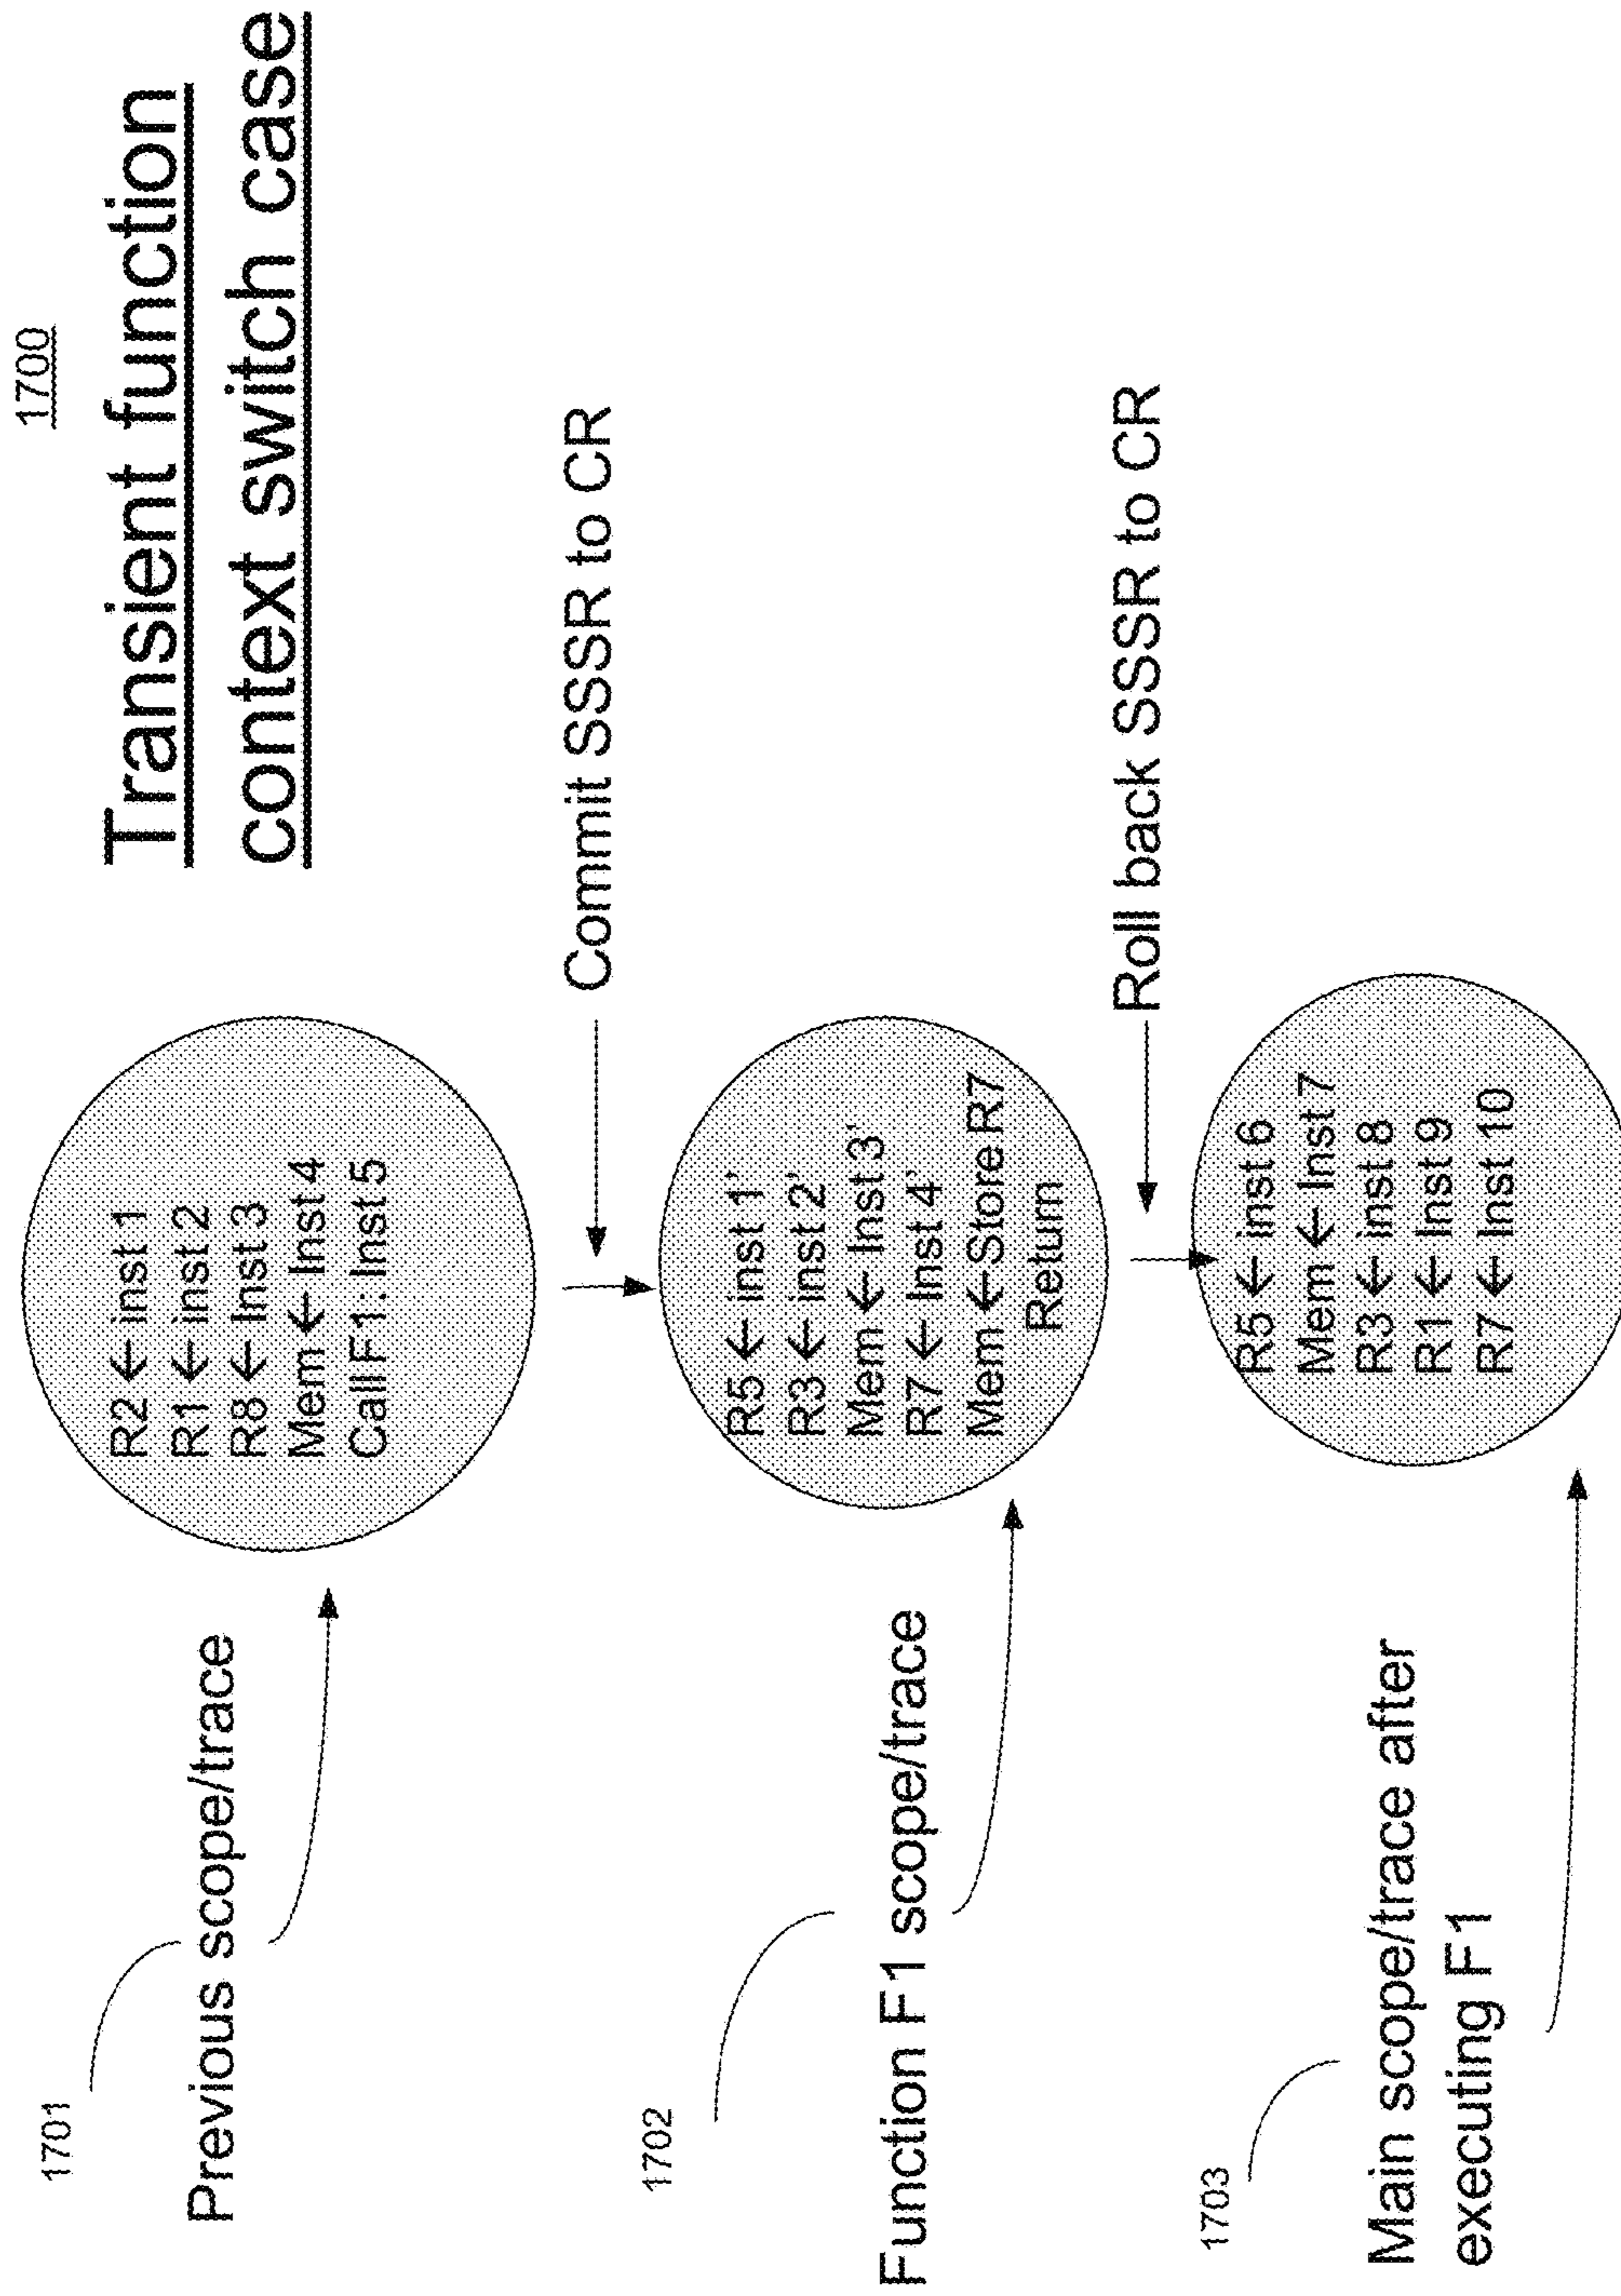 1700
Transient function
context switch case
1701
Previous scope/trace
R2 ← inst 1
R1 ← inst 2
R8 ← Inst 3
Mem ← Inst 4
Call F1: Inst 5
Commit SSSR to CR
1702
Function F1 scope/trace
R5 ← inst 1'
R3 ← inst 2'
Mem ← Inst 3'
R7 ← Inst 4'
Mem ← Store R7
Return
Roll back SSSR to CR
1703
Main scope/trace after
executing F1
R5 ← inst 6
Mem ← Inst 7
R3 ← inst 8
R1 ← Inst 9
R7 ← Inst 10